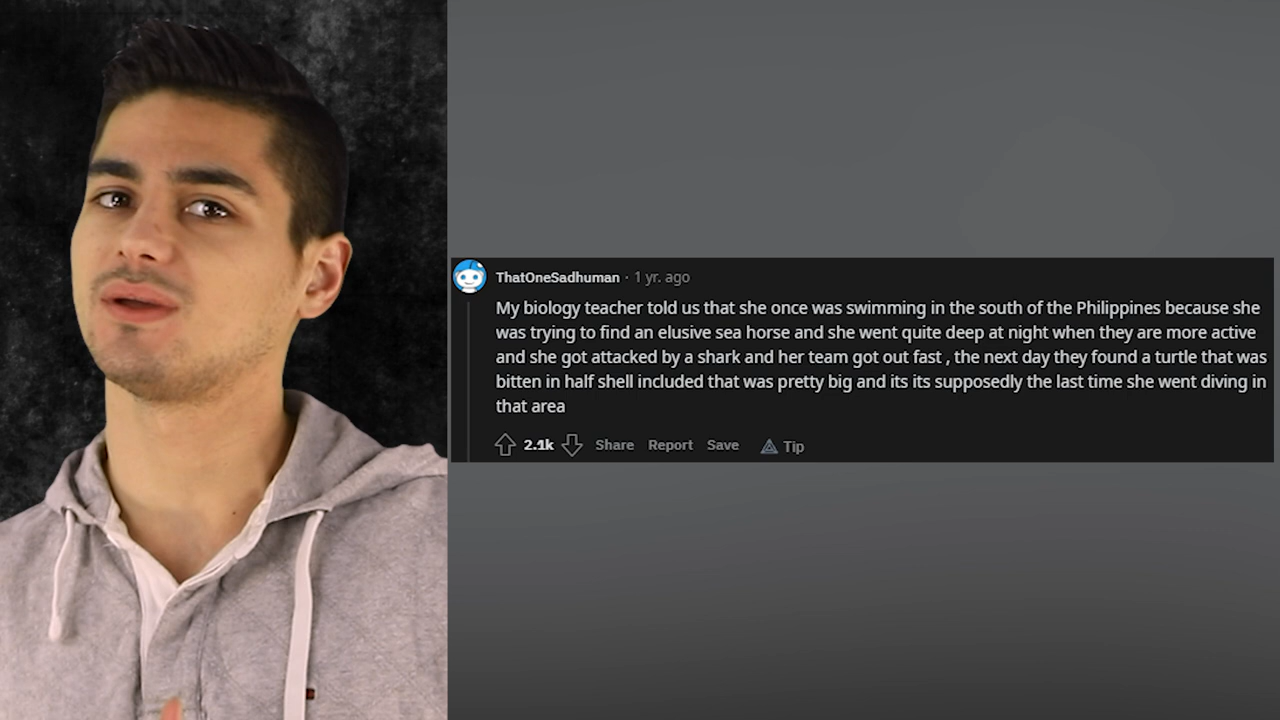 ThatOneSadhuman · 1 yr. ago
My biology teacher told us that she once was swimming in the south of the Philippines because she
was trying to find an elusive sea horse and she went quite deep at night when they are more active
and she got attacked by a shark and her team got out fast , the next day they found a turtle that was
bitten in half shell included that was pretty big and its its supposedly the last time she went diving in
that area
2.1k Share Report Save Tip